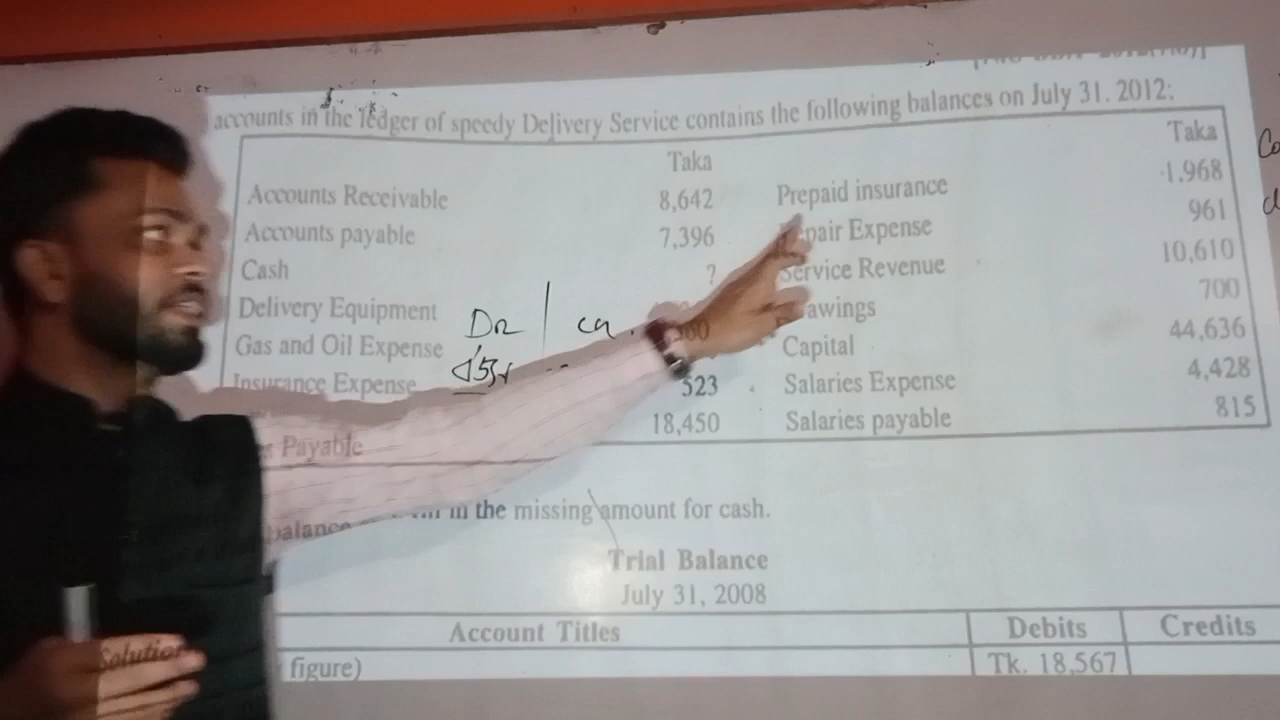 accounts in the ledger of speedy Delivery Service contains the following balances on July 31. 2012:
Taka Taka
Accounts Receivable 8,642 Prepaid insurance 1.968
Accounts payable 7,396 pair Expense 961
Cash ? Service Revenue 10,610
Delivery Equipment awings 700
Gas and Oil Expense Capital 44,636
Insurance Expense 523 Salaries Expense 4,428
Payable 18,450 Salaries payable 815
Dr
balance in the missing amount for cash.
Trial Balance
July 31, 2008
Account Titles Debits Credits
figure) Tk. 18,567
Solution